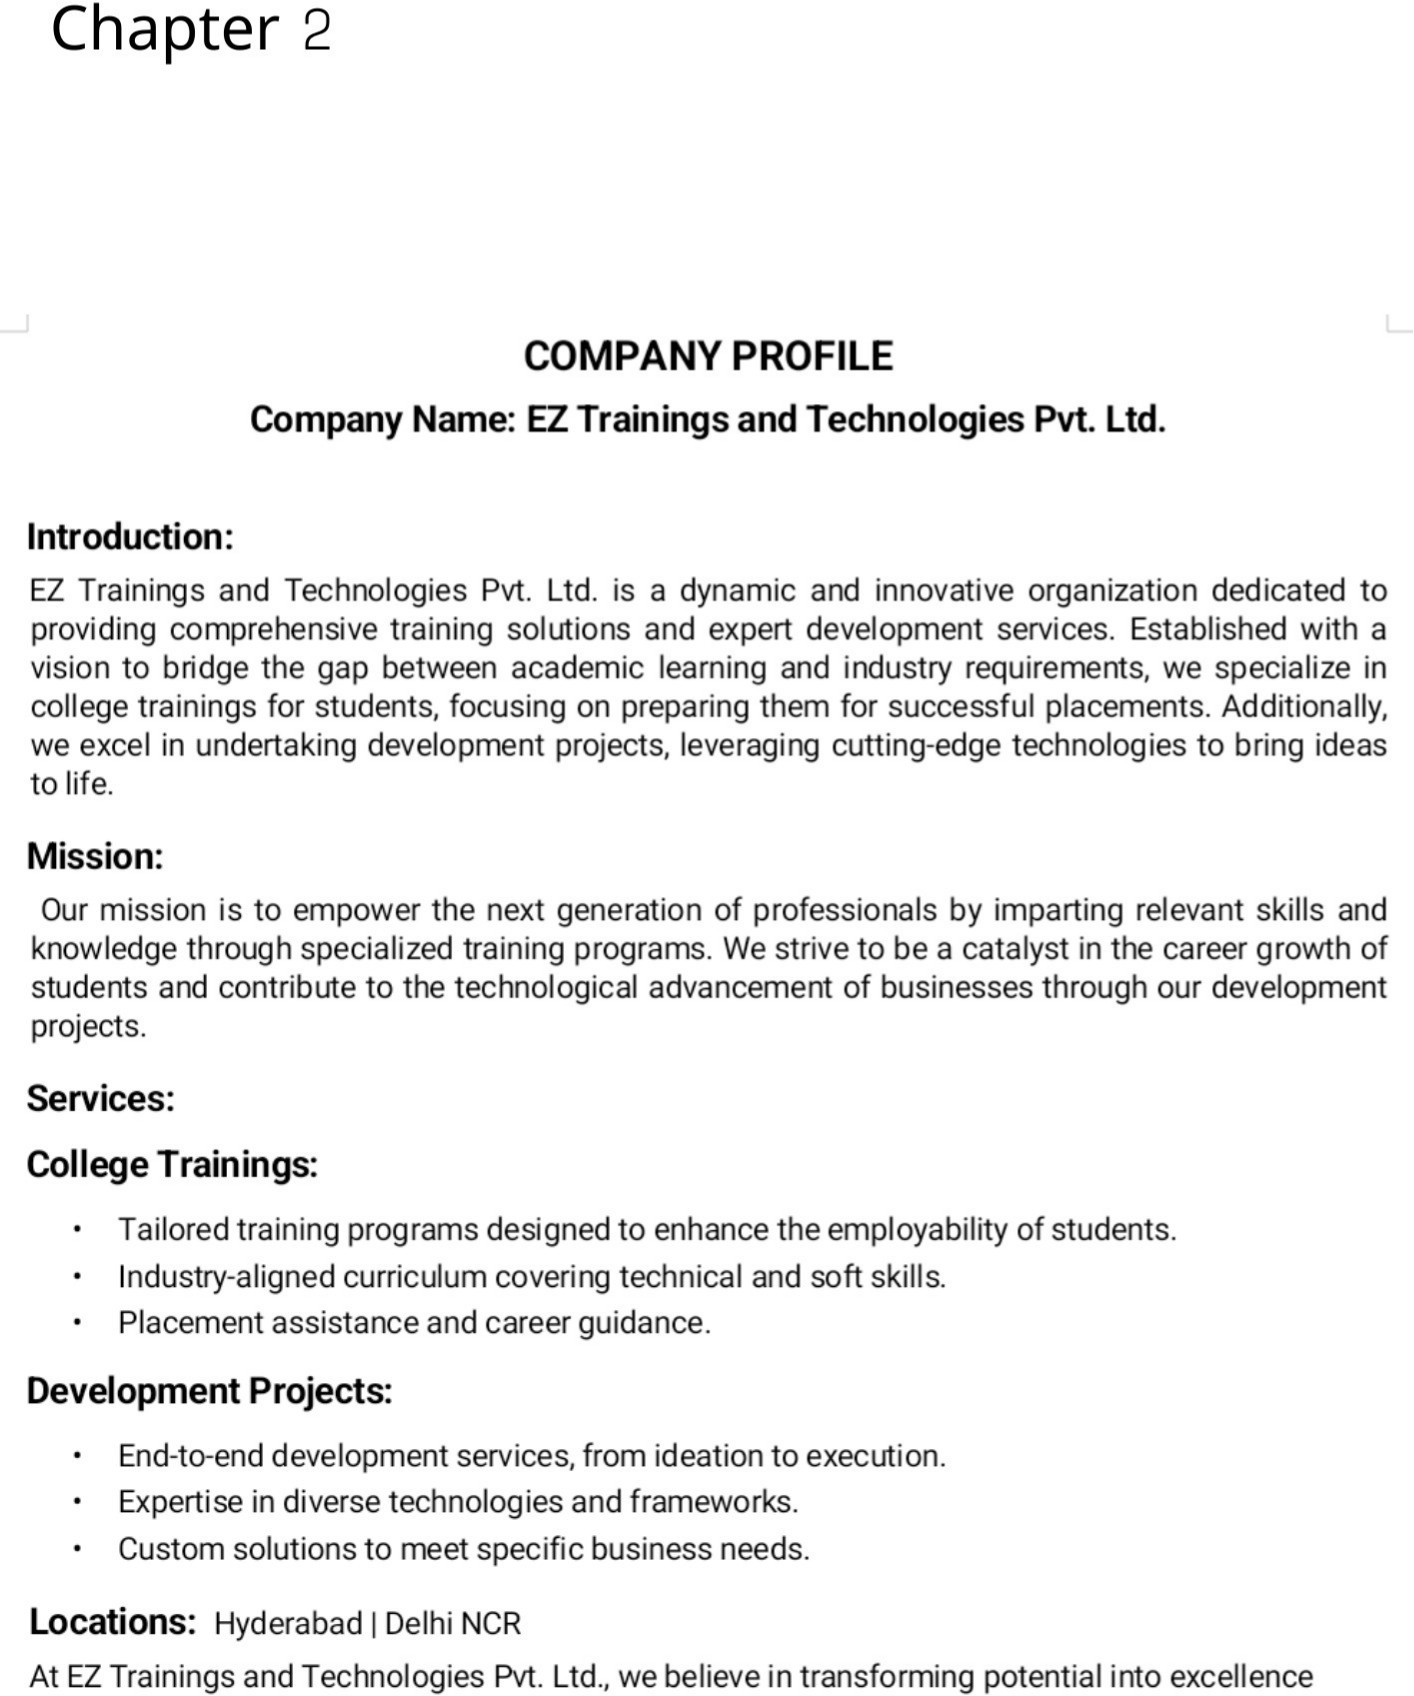 Chapter 2
COMPANY PROFILE
Company Name: EZ Trainings and Technologies Pvt. Ltd.
Introduction:
EZ Trainings and Technologies Pvt. Ltd. is a dynamic and innovative organization dedicated to
providing comprehensive training solutions and expert development services. Established with a
vision to bridge the gap between academic learning and industry requirements, we specialize in
college trainings for students, focusing on preparing them for successful placements. Additionally,
we excel in undertaking development projects, leveraging cutting-edge technologies to bring ideas
to life.
Mission:
Our mission is to empower the next generation of professionals by imparting relevant skills and
knowledge through specialized training programs. We strive to be a catalyst in the career growth of
students and contribute to the technological advancement of businesses through our development
projects.
Services:
College Trainings:
• Tailored training programs designed to enhance the employability of students.
• Industry-aligned curriculum covering technical and soft skills.
• Placement assistance and career guidance.
Development Projects:
• End-to-end development services, from ideation to execution.
• Expertise in diverse technologies and frameworks.
• Custom solutions to meet specific business needs.
Locations: Hyderabad | Delhi NCR
At EZ Trainings and Technologies Pvt. Ltd., we believe in transforming potential into excellence